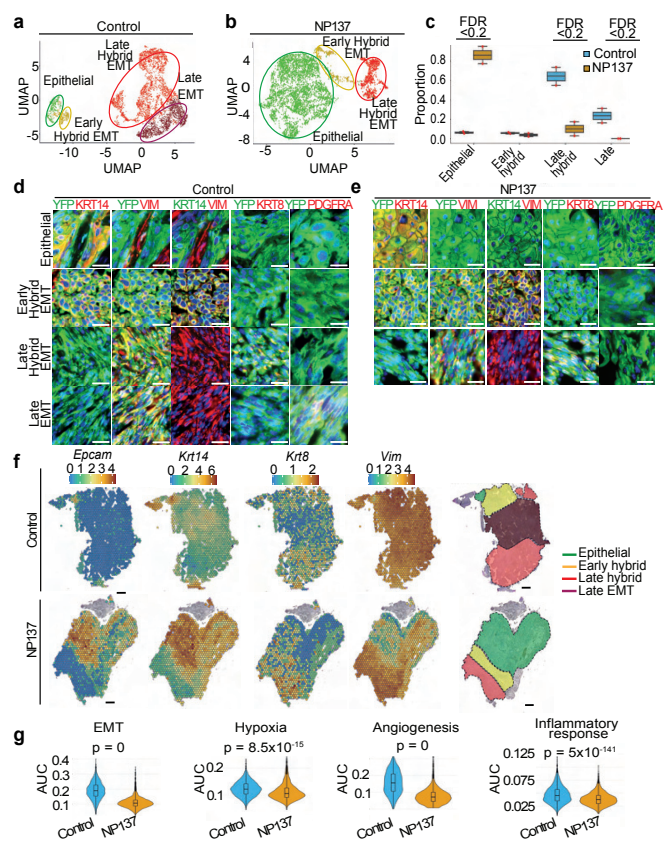 a
Control
Late
Hybrid
EMT
Epithelial
Late
EMT
Early
Hybrid EMT
UMAP
5
0
-5
-10 -5 0 5
UMAP
b
NP137
Early Hybrid
EMT
Late
Hybrid
EMT
Epithelial
UMAP
5
0
-4
-8 -5 0 5
UMAP
c
FDR
<0.2
FDR
<0.2
FDR
<0.2
Control
NP137
Proportion
0.8
0.6
0.4
0.2
0.0
Epithelial
Early
hybrid
Late
hybrid
Late
d
Control
YFP KRT14 YFP VIM KRT14 VIM YFP KRT8 YFP PDGFRA
Epithelial
Early
Hybrid
EMT
Late
Hybrid
EMT
Late
EMT
e
NP137
YFP KRT14 YFP VIM KRT14 VIM YFP KRT8 YFP PDGFRA
f
Epcam Krt14 Krt8 Vim
0 1 2 3 4 0 2 4 6 0 1 2 0 2 4
Control
NP137
Epithelial
Early hybrid
Late hybrid
Late EMT
g
EMT
p = 0
AUC
0.4
0.3
0.2
0.1
Control NP137
Hypoxia
p = 8.5x10-15
AUC
0.2
0.1
Control NP137
Angiogenesis
p = 0
AUC
0.2
0.1
0
Control NP137
Inflammatory
response
p = 5x10-141
AUC
0.125
0.075
0.025
Control NP137